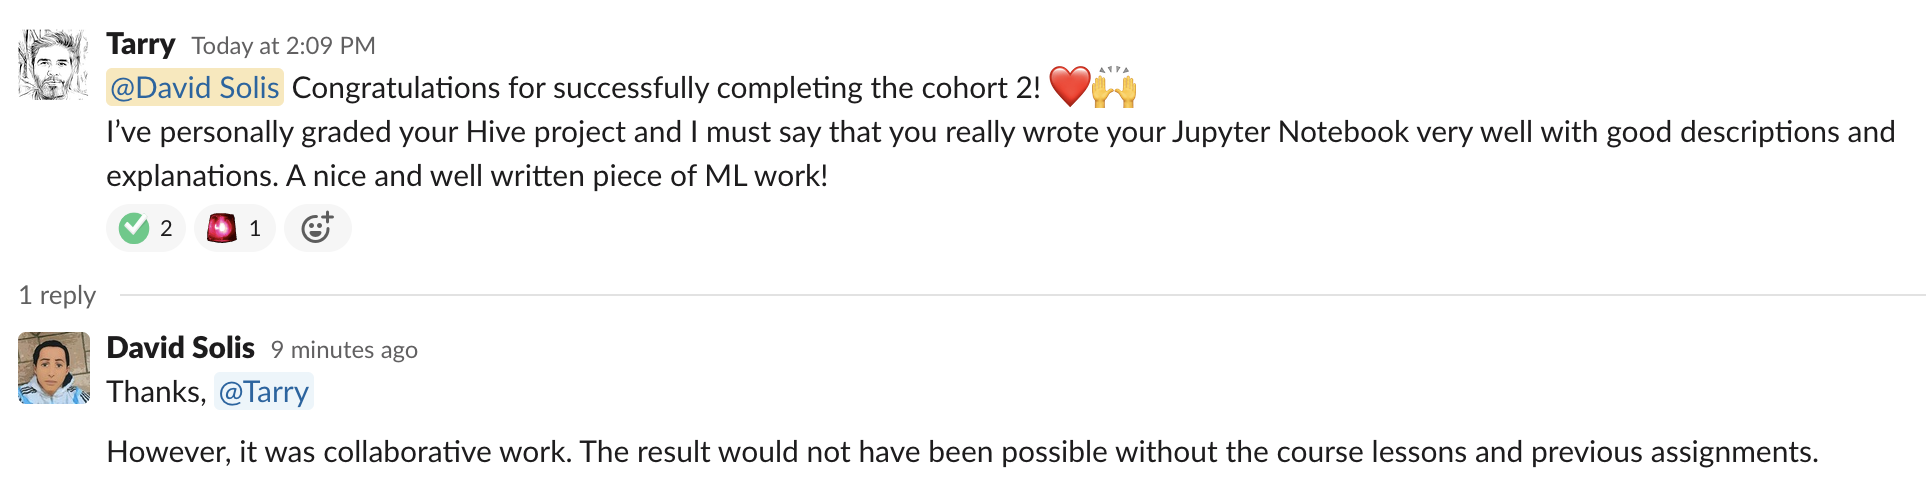 Tarry Today at 2:09 PM
@David Solis Congratulations for successfully completing the cohort 2! ❤️🙌
I’ve personally graded your Hive project and I must say that you really wrote your Jupyter Notebook very well with good descriptions and
explanations. A nice and well written piece of ML work!
2 1
1 reply
David Solis 9 minutes ago
Thanks, @Tarry
However, it was collaborative work. The result would not have been possible without the course lessons and previous assignments.